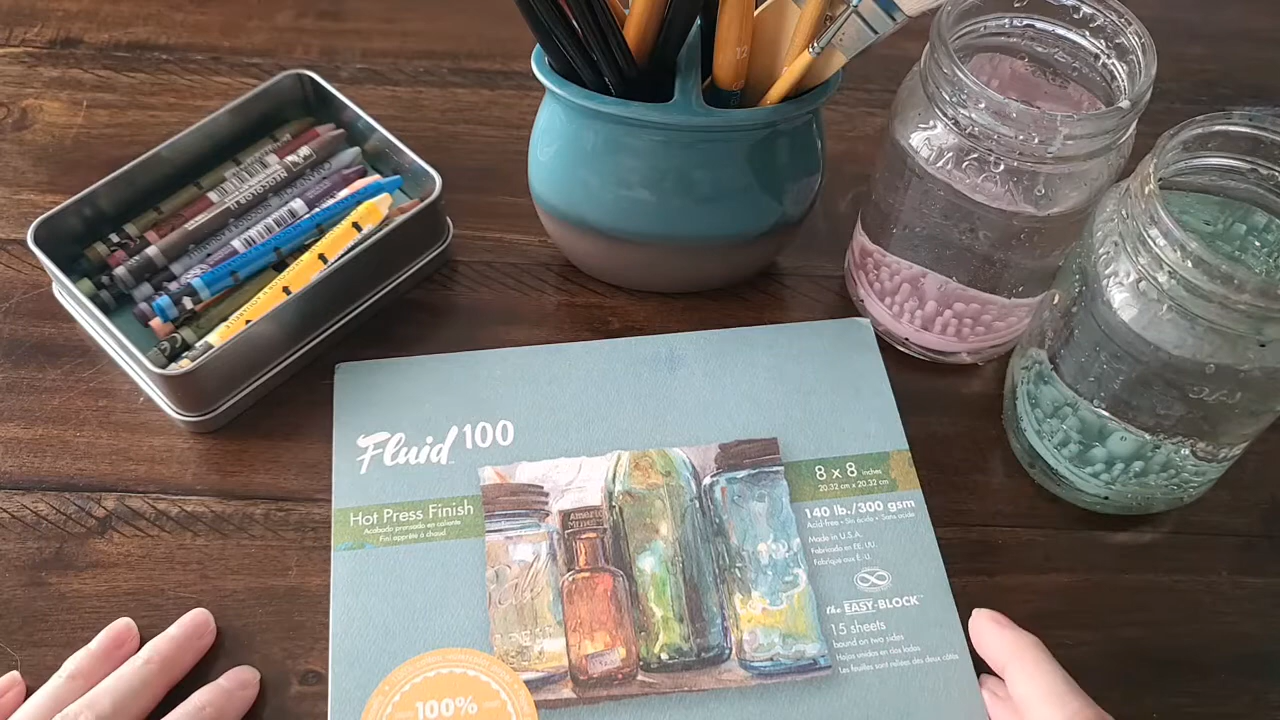 12
NEOCOLOR II
Fluid 100
8 x 8 inches
20.32 cm x 20.32 cm
Hot Press Finish
Acabado prensado en caliente
Fini apprêté à chaud
140 lb./300 gsm
Acid-free • Sin ácido • Sans acide
Made in U.S.A.
Fabricado en EE. UU.
Fabriqué aux É.-U.
the EASY-BLOCK™
15 sheets
bound on two sides
Hojas unidas en dos lados
Les feuilles sont reliées des deux côtés
100%